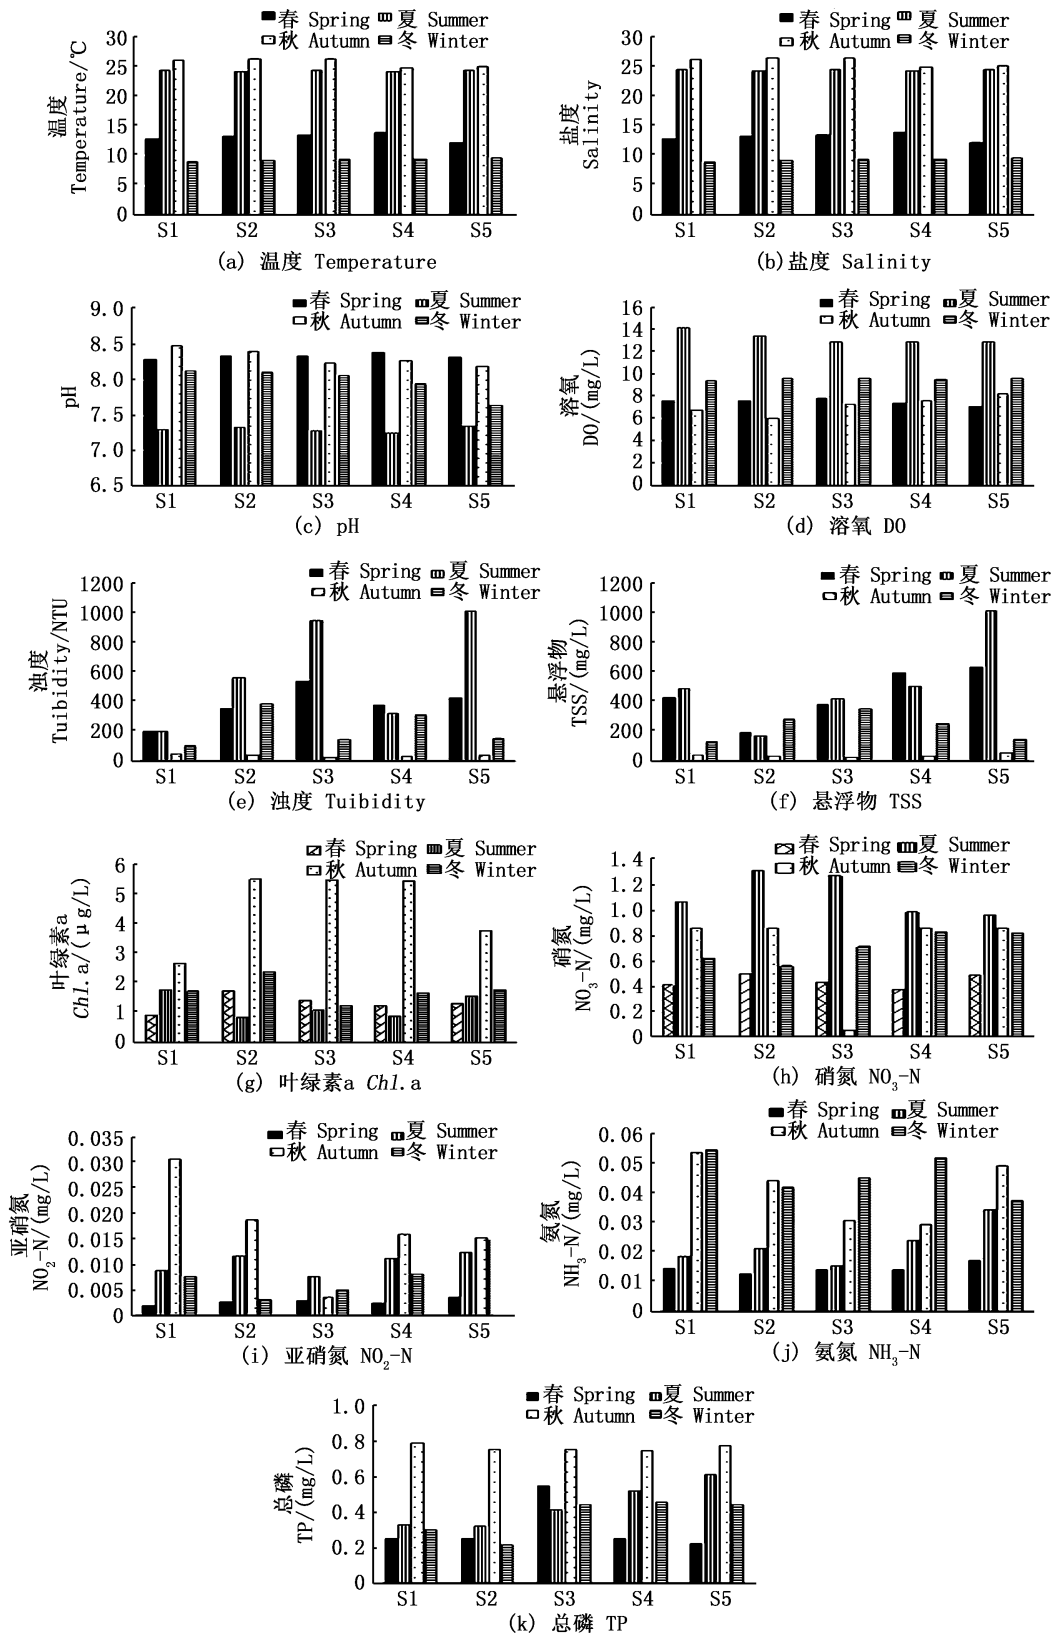 春 Spring 夏 Summer
秋 Autumn 冬 Winter
温度
Temperature/℃
30
25
20
15
10
5
0
S1 S2 S3 S4 S5
(a) 温度 Temperature
春 Spring 夏 Summer
秋 Autumn 冬 Winter
盐度
Salinity
30
25
20
15
10
5
0
S1 S2 S3 S4 S5
(b)盐度 Salinity
春 Spring 夏 Summer
秋 Autumn 冬 Winter
pH
9.0
8.5
8.0
7.5
7.0
6.5
S1 S2 S3 S4 S5
(c) pH
春 Spring 夏 Summer
秋 Autumn 冬 Winter
溶氧
DO/(mg/L)
16
14
12
10
8
6
4
2
0
S1 S2 S3 S4 S5
(d) 溶氧 DO
春 Spring 夏 Summer
秋 Autumn 冬 Winter
浊度
Tuibidity/NTU
1200
1000
800
600
400
200
0
S1 S2 S3 S4 S5
(e) 浊度 Tuibidity
春 Spring 夏 Summer
秋 Autumn 冬 Winter
悬浮物
TSS/(mg/L)
1200
1000
800
600
400
200
0
S1 S2 S3 S4 S5
(f) 悬浮物 TSS
春 Spring 夏 Summer
秋 Autumn 冬 Winter
叶绿素a
Chl.a/(μg/L)
6
5
4
3
2
1
0
S1 S2 S3 S4 S5
(g) 叶绿素a Chl.a
春 Spring 夏 Summer
秋 Autumn 冬 Winter
硝氮
NO₃-N/(mg/L)
1.4
1.2
1.0
0.8
0.6
0.4
0.2
0
S1 S2 S3 S4 S5
(h) 硝氮 NO₃-N
春 Spring 夏 Summer
秋 Autumn 冬 Winter
亚硝氮
NO₂-N/(mg/L)
0.035
0.030
0.025
0.020
0.015
0.010
0.005
0
S1 S2 S3 S4 S5
(i) 亚硝氮 NO₂-N
春 Spring 夏 Summer
秋 Autumn 冬 Winter
氨氮
NH₃-N/(mg/L)
0.06
0.05
0.04
0.03
0.02
0.01
0
S1 S2 S3 S4 S5
(j) 氨氮 NH₃-N
春 Spring 夏 Summer
秋 Autumn 冬 Winter
总磷
TP/(mg/L)
1.0
0.8
0.6
0.4
0.2
0
S1 S2 S3 S4 S5
(k) 总磷 TP